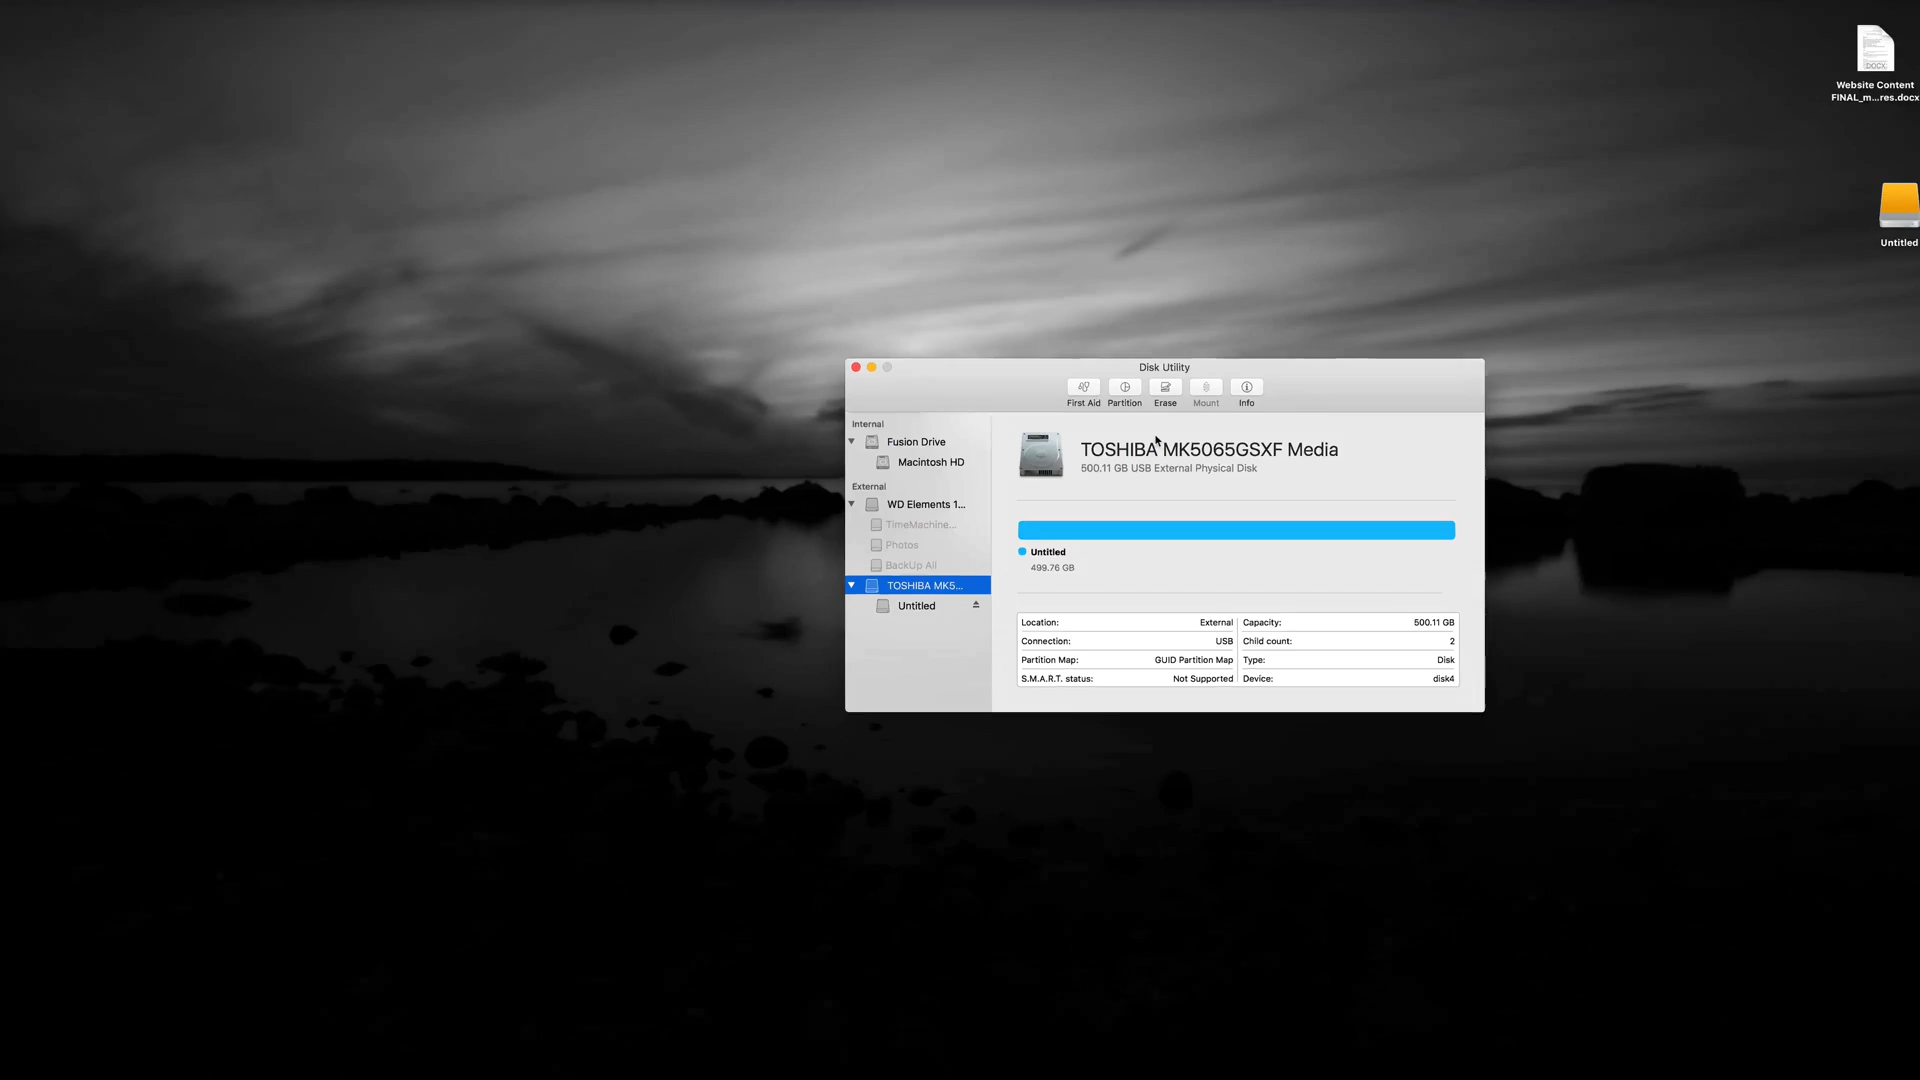 DOCX
Website Content
FINAL_m...res.docx
Untitled
Disk Utility
First Aid
Partition
Erase
Mount
Info
Internal
Fusion Drive
Macintosh HD
External
WD Elements 1...
TimeMachine...
Photos
BackUp All
TOSHIBA MK5...
Untitled
TOSHIBA MK5065GSXF Media
500.11 GB USB External Physical Disk
Untitled
499.76 GB
Location: External
Capacity: 500.11 GB
Connection: USB
Child count: 2
Partition Map: GUID Partition Map
Type: Disk
S.M.A.R.T. status: Not Supported
Device: disk4